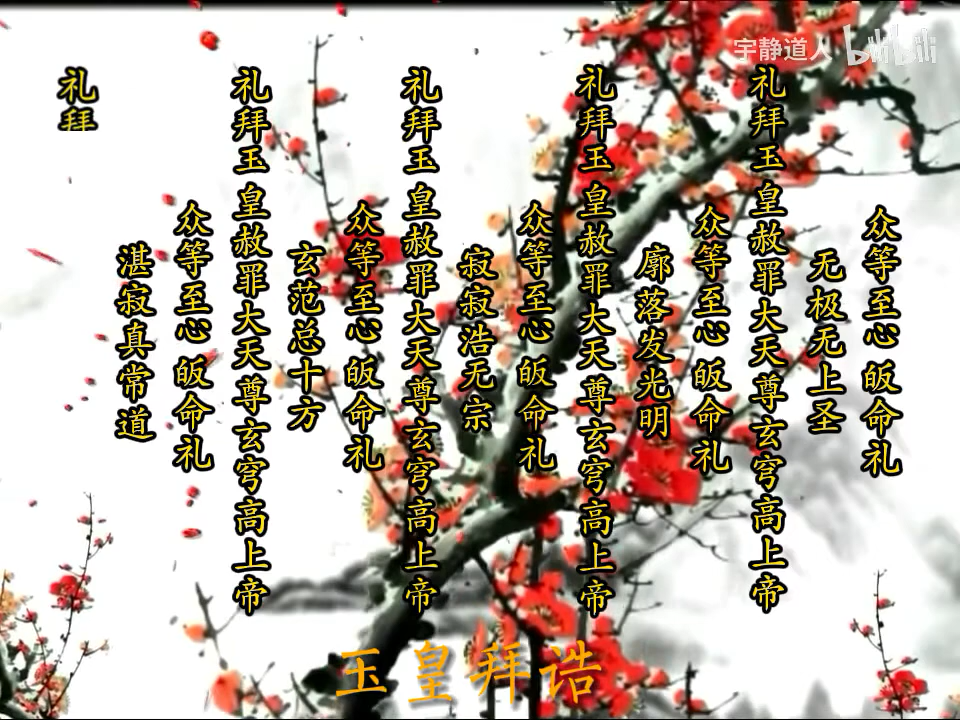 宇静道人 bilibili
众等至心皈命礼
无极无上圣
礼拜玉皇赦罪大天尊玄穹高上帝
众等至心皈命礼
廓落发光明
礼拜玉皇赦罪大天尊玄穹高上帝
众等至心皈命礼
寂寂浩无宗
礼拜玉皇赦罪大天尊玄穹高上帝
众等至心皈命礼
玄范总十方
礼拜玉皇赦罪大天尊玄穹高上帝
众等至心皈命礼
湛寂真常道
礼拜
玉皇拜诰